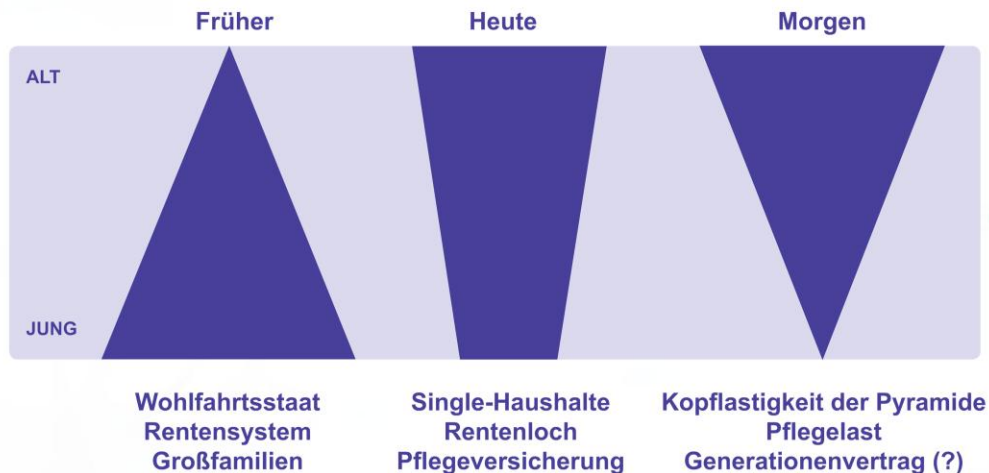 Früher
Heute
Morgen
ALT
JUNG
Wohlfahrtsstaat
Rentensystem
Großfamilien
Single-Haushalte
Rentenloch
Pflegeversicherung
Kopflastigkeit der Pyramide
Pflegelast
Generationenvertrag (?)